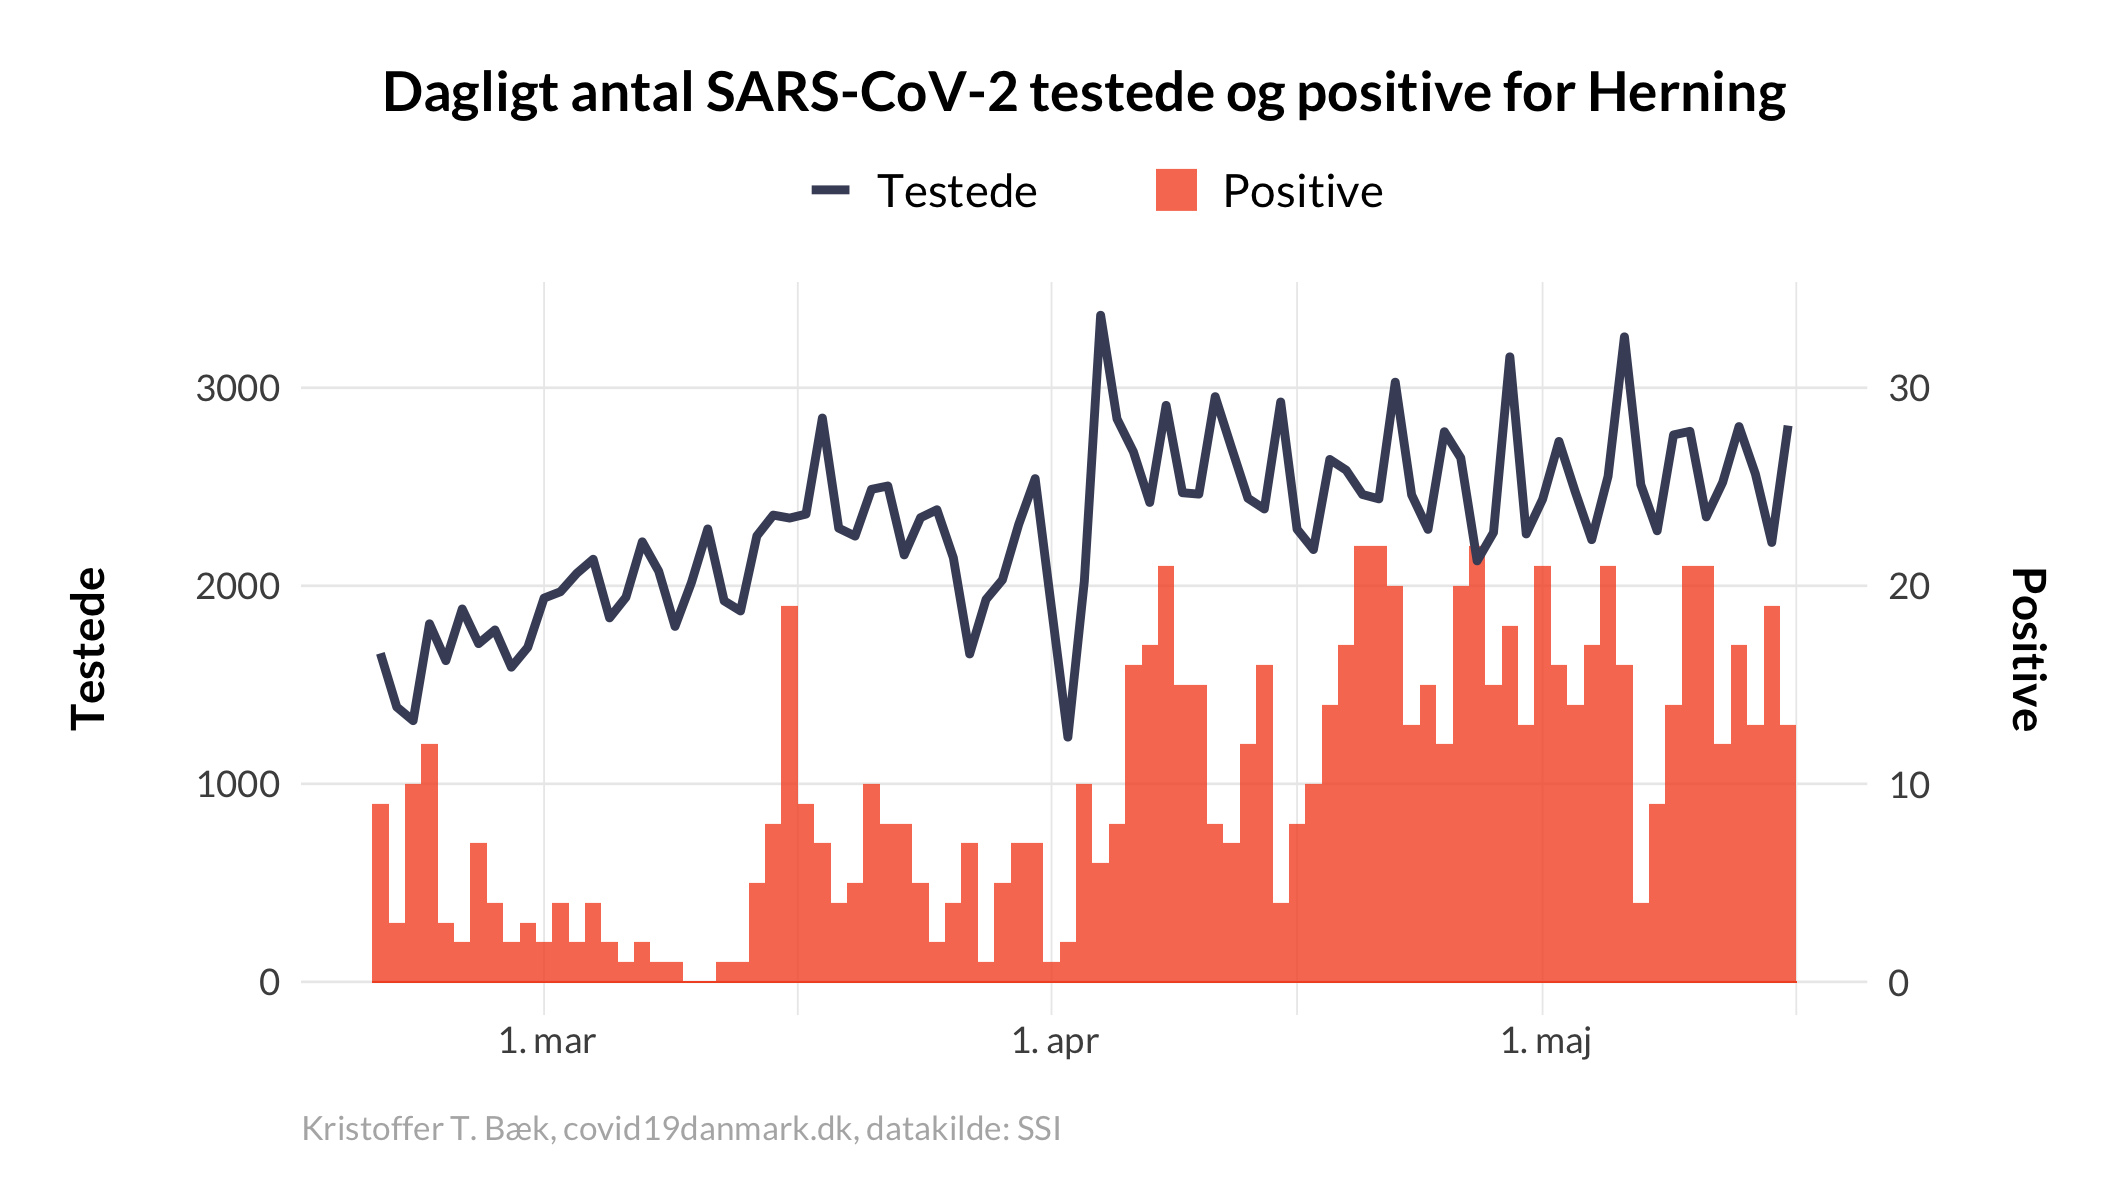 Dagligt antal SARS-CoV-2 testede og positive for Herning
Testede
Positive
3000
2000
1000
0
Testede
30
20
10
0
Positive
1. mar
1. apr
1. maj
Kristoffer T. Bæk, covid19danmark.dk, datakilde: SSI